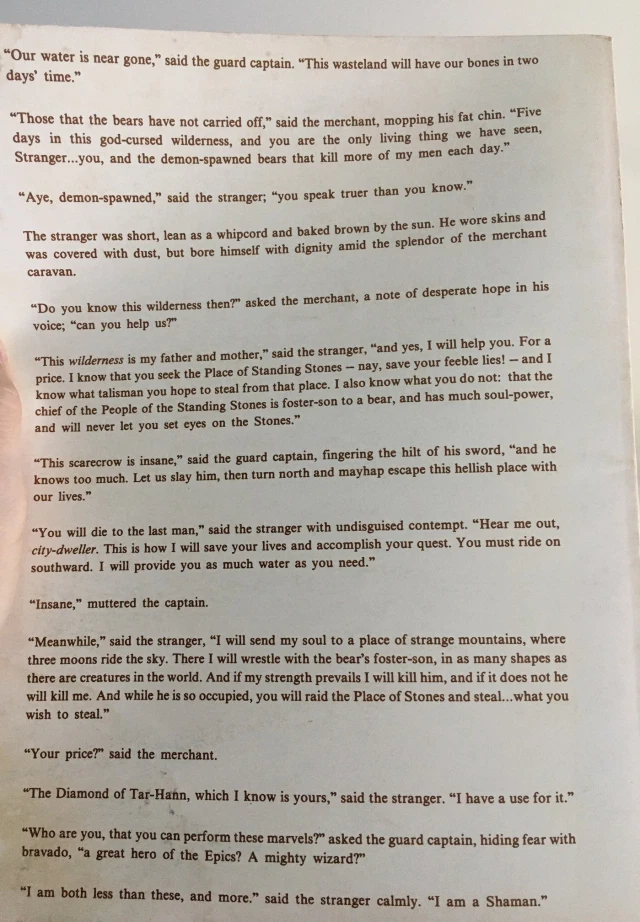 “Our water is near gone,” said the guard captain. “This wasteland will have our bones in two
days’ time.”
“Those that the bears have not carried off,” said the merchant, mopping his fat chin. “Five
days in this god-cursed wilderness, and you are the only living thing we have seen,
Stranger...you, and the demon-spawned bears that kill more of my men each day.”
“Aye, demon-spawned,” said the stranger; “you speak truer than you know.”
The stranger was short, lean as a whipcord and baked brown by the sun. He wore skins and
was covered with dust, but bore himself with dignity amid the splendor of the merchant
caravan.
“Do you know this wilderness then?” asked the merchant, a note of desperate hope in his
voice; “can you help us?”
“This wilderness is my father and mother,” said the stranger, “and yes, I will help you. For a
price. I know that you seek the Place of Standing Stones – nay, save your feeble lies! – and I
know what talisman you hope to steal from that place. I also know what you do not: that the
chief of the People of the Standing Stones is foster-son to a bear, and has much soul-power,
and will never let you set eyes on the Stones.”
“This scarecrow is insane,” said the guard captain, fingering the hilt of his sword, “and he
knows too much. Let us slay him, then turn north and mayhap escape this hellish place with
our lives.”
“You will die to the last man,” said the stranger with undisguised contempt. “Hear me out,
city-dweller. This is how I will save your lives and accomplish your quest. You must ride on
southward. I will provide you as much water as you need.”
“Insane,” muttered the captain.
“Meanwhile,” said the stranger, “I will send my soul to a place of strange mountains, where
three moons ride the sky. There I will wrestle with the bear’s foster-son, in as many shapes as
there are creatures in the world. And if my strength prevails I will kill him, and if it does not he
will kill me. And while he is so occupied, you will raid the Place of Stones and steal...what you
wish to steal.”
“Your price?” said the merchant.
“The Diamond of Tar-Hann, which I know is yours,” said the stranger. “I have a use for it.”
“Who are you, that you can perform these marvels?” asked the guard captain, hiding fear with
bravado, “a great hero of the Epics? A mighty wizard?”
“I am both less than these, and more.” said the stranger calmly. “I am a Shaman.”